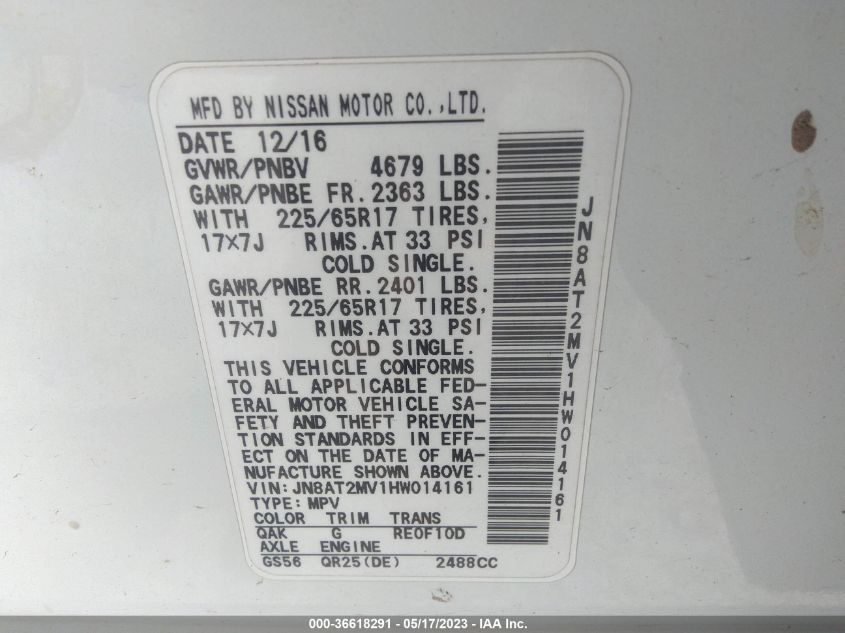 MFD BY NISSAN MOTOR CO.,LTD.
DATE 12/16
GVWR/PNBV 4679 LBS.
GAWR/PNBE FR. 2363 LBS.
WITH 225/65R17 TIRES,
17×7J RIMS.AT 33 PSI
COLD SINGLE.
GAWR/PNBE RR. 2401 LBS.
WITH 225/65R17 TIRES,
17×7J RIMS.AT 33 PSI
COLD SINGLE.
THIS VEHICLE CONFORMS
TO ALL APPLICABLE FED-
ERAL MOTOR VEHICLE SA-
FETY AND THEFT PREVEN-
TION STANDARDS IN EFF-
ECT ON THE DATE OF MA-
NUFACTURE SHOWN ABOVE.
VIN:JN8AT2MV1HW014161
TYPE:MPV
COLOR TRIM TRANS
QAK G RE0F10D
AXLE ENGINE
GS56 QR25(DE) 2488CC
JN8AT2MV1HW014161
000-36618291 - 05/17/2023 - IAA Inc.